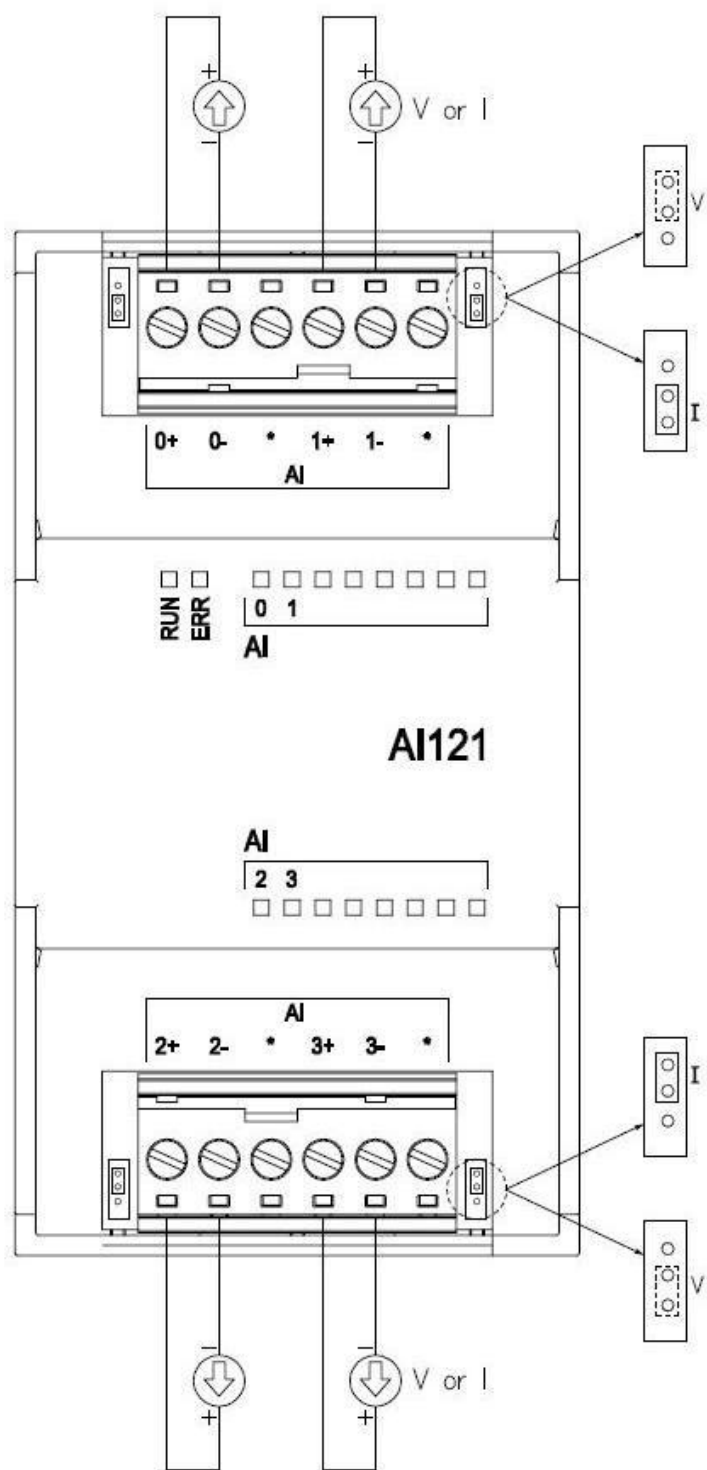 + +
V or I
- -
V
I
0+ 0- * 1+ 1- *
AI
RUN ERR
0 1
AI
AI121
AI
2 3
AI
2+ 2- * 3+ 3- *
I
V
- -
V or I
+ +